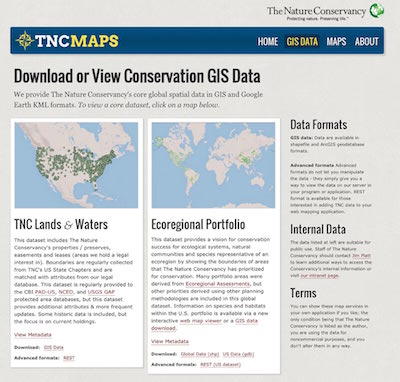 The Nature Conservancy
Protecting nature. Preserving life.™
TNCMAPS
HOME GIS DATA MAPS ABOUT
Download or View Conservation GIS Data
We provide The Nature Conservancy's core global spatial data in GIS and Google
Earth KML formats. To view a core dataset, click on a map below.
TNC Lands & Waters
This dataset includes The Nature
Conservancy's properties / preserves,
easements and leases (areas we hold a legal
interest in). Boundaries are regularly collected
from TNC's US State Chapters and are
matched with attributes from our legal
database. This dataset is regularly provided to
the CBI PAD-US, NCED, and USGS GAP
protected area databases, but this dataset
provides additional attributes and more frequent
updates. Some historic data is included, but
the focus is on current holdings.
View Metadata
Download: GIS Data
Advanced formats: REST
Ecoregional Portfolio
This dataset provides a vision for conservation
success for ecological systems, natural
communities and species representative of an
ecoregion by showing the boundaries of areas
that The Nature Conservancy has prioritized
for conservation. Many portfolio areas were
derived from Ecoregional Assessments, but
other priorities derived using other planning
methodologies are included in this global
dataset. Information on species and habitats
within the U.S. portfolio is available via a new
interactive web map viewer or a GIS data
download.
View Metadata
Download: Global Data (shp) US Data (gdb)
Advanced formats: REST (US dataset)
Data Formats
GIS data: Data are available in
shapefile and ArcGIS geodatabase
formats.
Advanced formats Advanced
formats do not let you manipulate
the data - they simply give you a
way to view the data on our server in
your program or application. REST
format is available for those
interested in adding TNC data to
your web mapping application.
Internal Data
The data listed at left are suitable
for public use. Staff of The Nature
Conservancy should contact Jim Platt
to learn additional ways to access the
Conservancy's internal information or
visit our intranet page.
Terms
You can show these map services in
your own application if you like; the
only condition being that The Nature
Conservancy is listed as the author,
you are using the data for
noncommercial purposes, and you
don't alter them in any way.